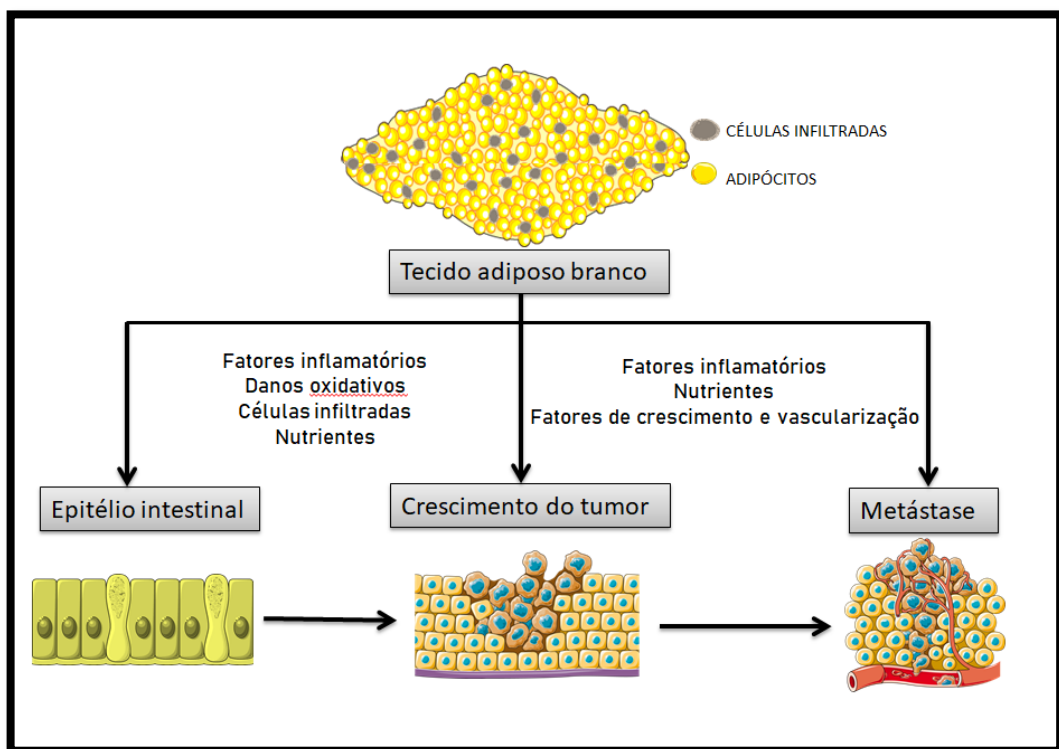 CÉLULAS INFILTRADAS
ADIPÓCITOS
Tecido adiposo branco
Fatores inflamatórios
Danos oxidativos
Células infiltradas
Nutrientes
Fatores inflamatórios
Nutrientes
Fatores de crescimento e vascularização
Epitélio intestinal
Crescimento do tumor
Metástase